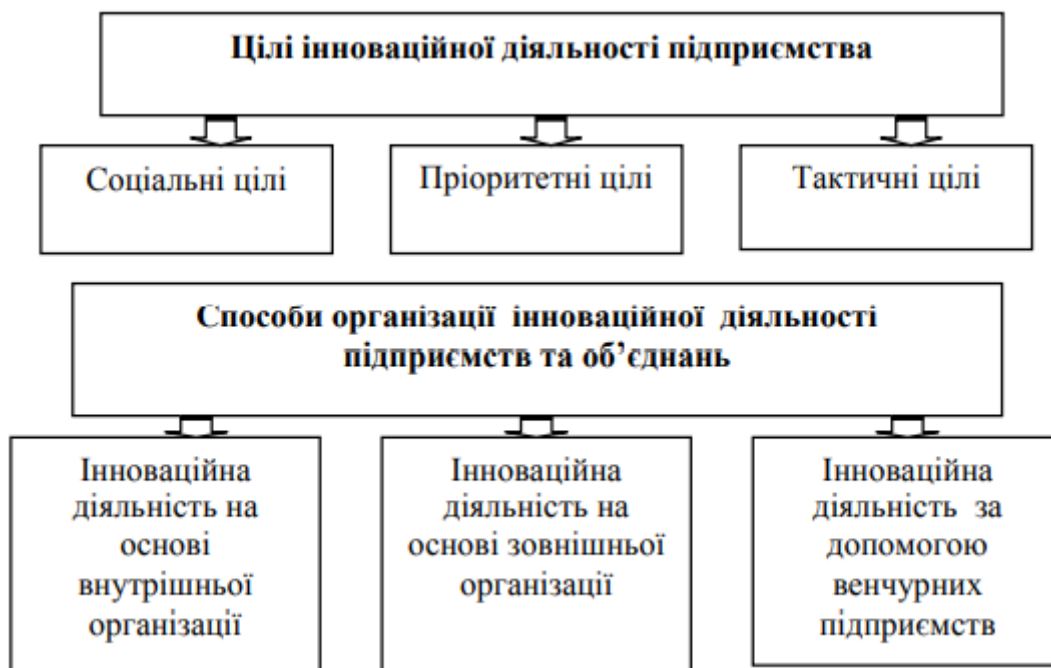 Цілі інноваційної діяльності підприємства
Соціальні цілі
Пріоритетні цілі
Тактичні цілі
Способи організації інноваційної діяльності
підприємств та об’єднань
Інноваційна
діяльність на
основі
внутрішньої
організації
Інноваційна
діяльність на
основі зовнішньої
організації
Інноваційна
діяльність за
допомогою
венчурних
підприємств